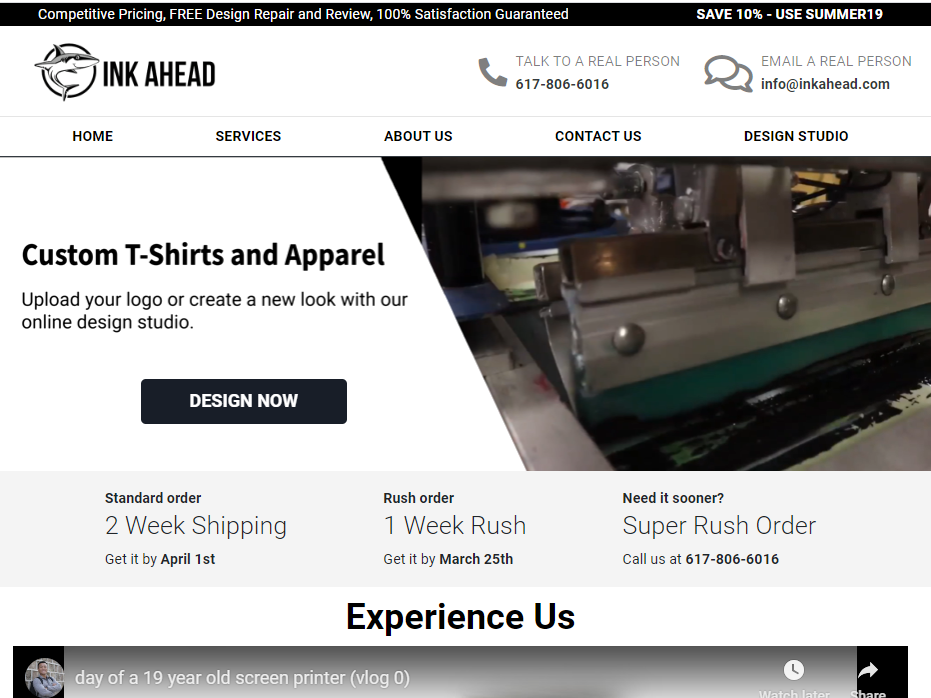 Competitive Pricing, FREE Design Repair and Review, 100% Satisfaction Guaranteed
SAVE 10% - USE SUMMER19
INK AHEAD
TALK TO A REAL PERSON
617-806-6016
EMAIL A REAL PERSON
info@inkahead.com
HOME
SERVICES
ABOUT US
CONTACT US
DESIGN STUDIO
Custom T-Shirts and Apparel
Upload your logo or create a new look with our
online design studio.
DESIGN NOW
Standard order
2 Week Shipping
Get it by April 1st
Rush order
1 Week Rush
Get it by March 25th
Need it sooner?
Super Rush Order
Call us at 617-806-6016
Experience Us
day of a 19 year old screen printer (vlog 0)
Watch later
Share